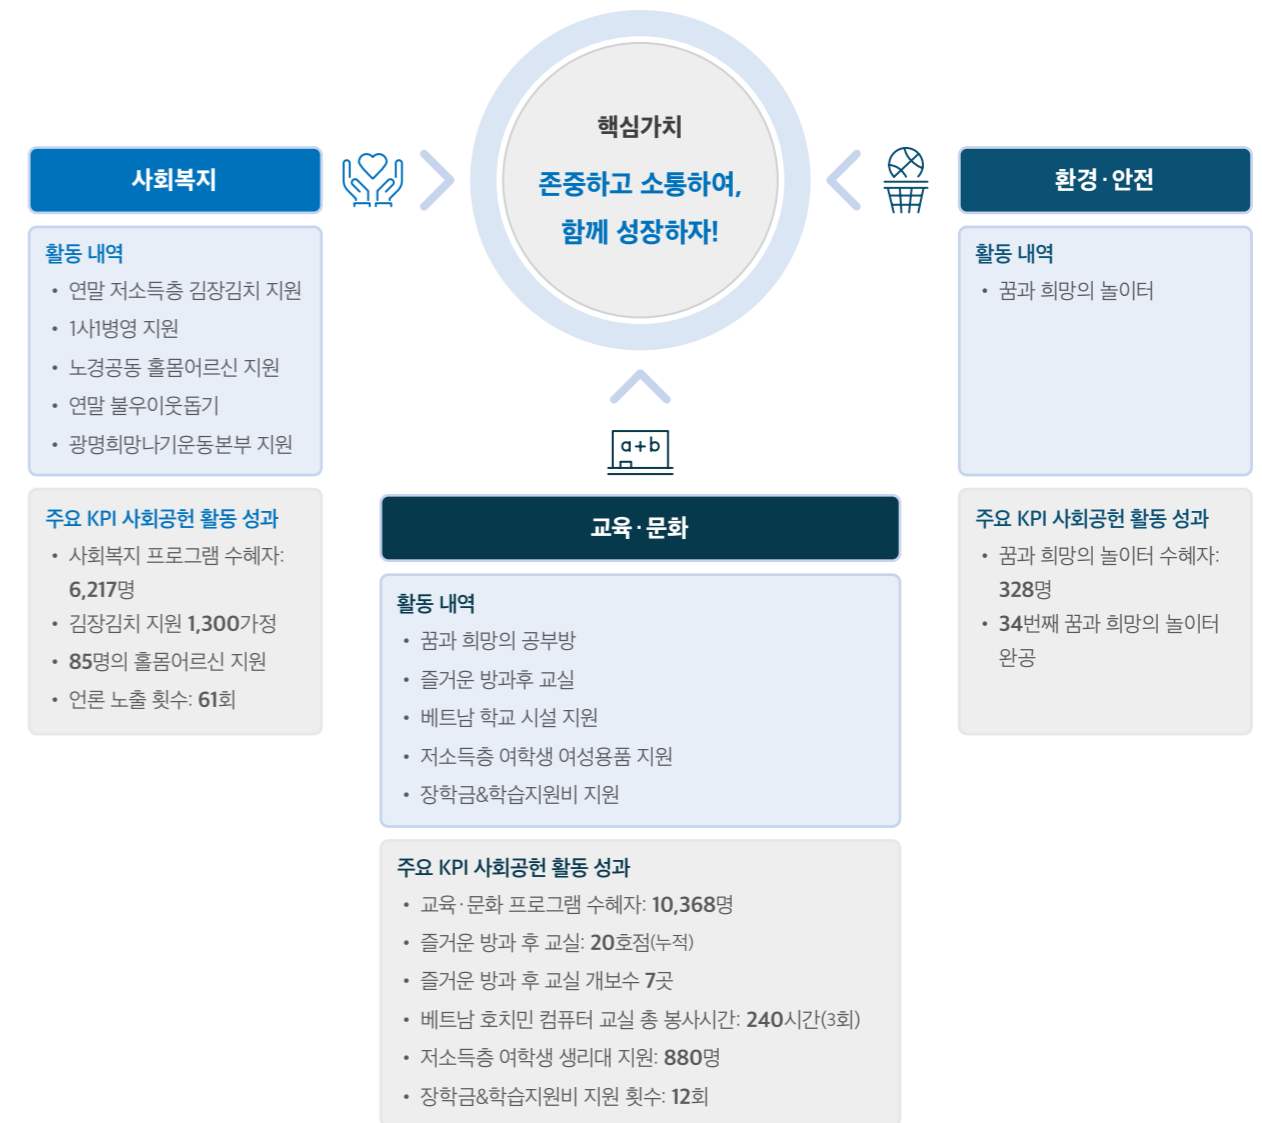 핵심가치
존중하고 소통하여,
함께 성장하자!
사회복지
활동 내역
• 연말 저소득층 김장김치 지원
• 1사1병영 지원
• 노경공동 홀몸어르신 지원
• 연말 불우이웃돕기
• 광명희망나기운동본부 지원
주요 KPI 사회공헌 활동 성과
• 사회복지 프로그램 수혜자:
6,217명
• 김장김치 지원 1,300가정
• 85명의 홀몸어르신 지원
• 언론 노출 횟수: 61회
a+b
교육·문화
활동 내역
• 꿈과 희망의 공부방
• 즐거운 방과후 교실
• 베트남 학교 시설 지원
• 저소득층 여학생 여성용품 지원
• 장학금&학습지원비 지원
주요 KPI 사회공헌 활동 성과
• 교육·문화 프로그램 수혜자: 10,368명
• 즐거운 방과 후 교실: 20호점(누적)
• 즐거운 방과 후 교실 개보수 7곳
• 베트남 호치민 컴퓨터 교실 총 봉사시간: 240시간(3회)
• 저소득층 여학생 생리대 지원: 880명
• 장학금&학습지원비 지원 횟수: 12회
환경·안전
활동 내역
• 꿈과 희망의 놀이터
주요 KPI 사회공헌 활동 성과
• 꿈과 희망의 놀이터 수혜자:
328명
• 34번째 꿈과 희망의 놀이터
완공